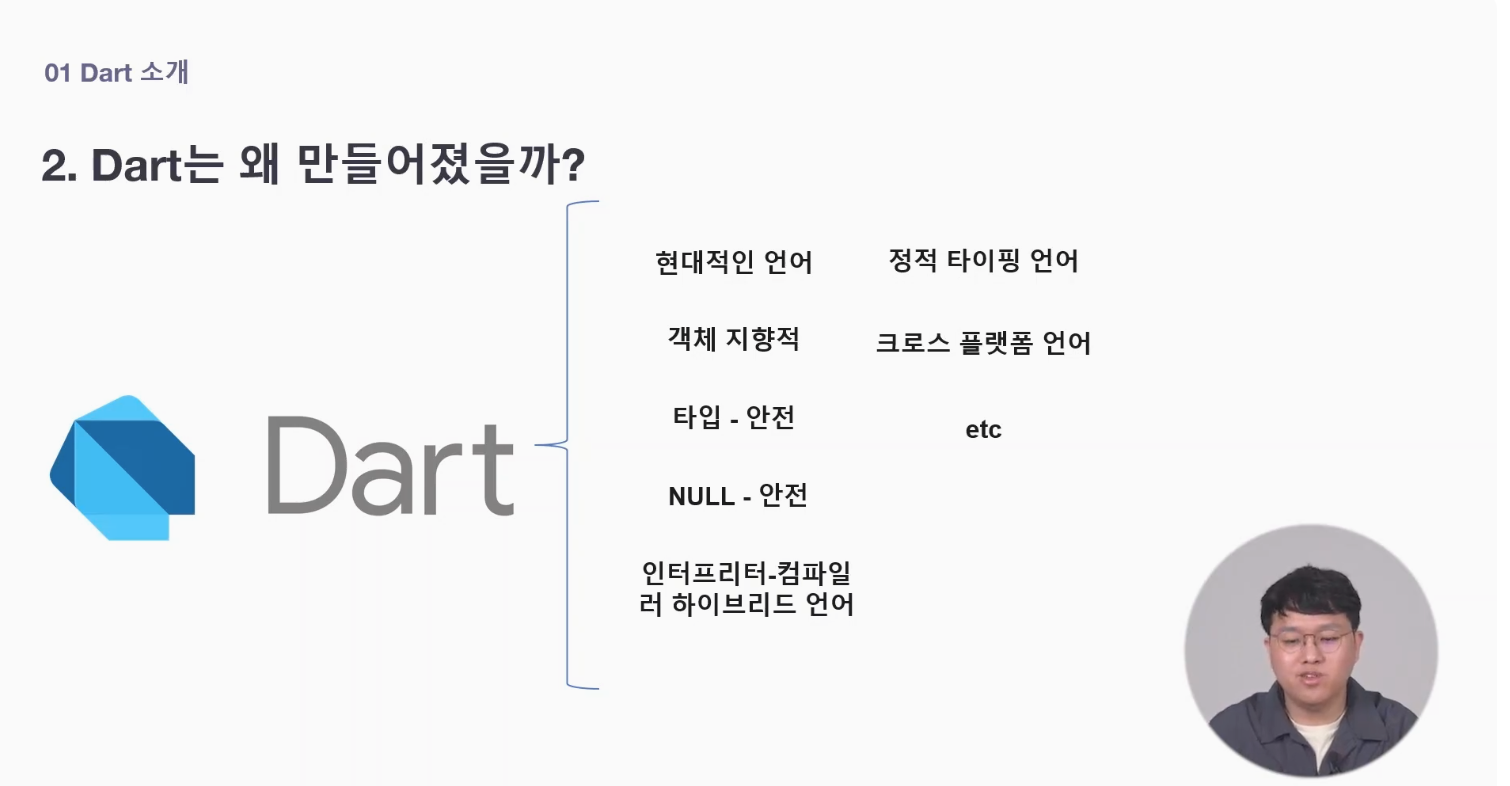 01 Dart 소개
2. Dart는 왜 만들어졌을까?
Dart
현대적인 언어
객체 지향적
타입 - 안전
NULL - 안전
인터프리터-컴파일
러 하이브리드 언어
정적 타이핑 언어
크로스 플랫폼 언어
etc